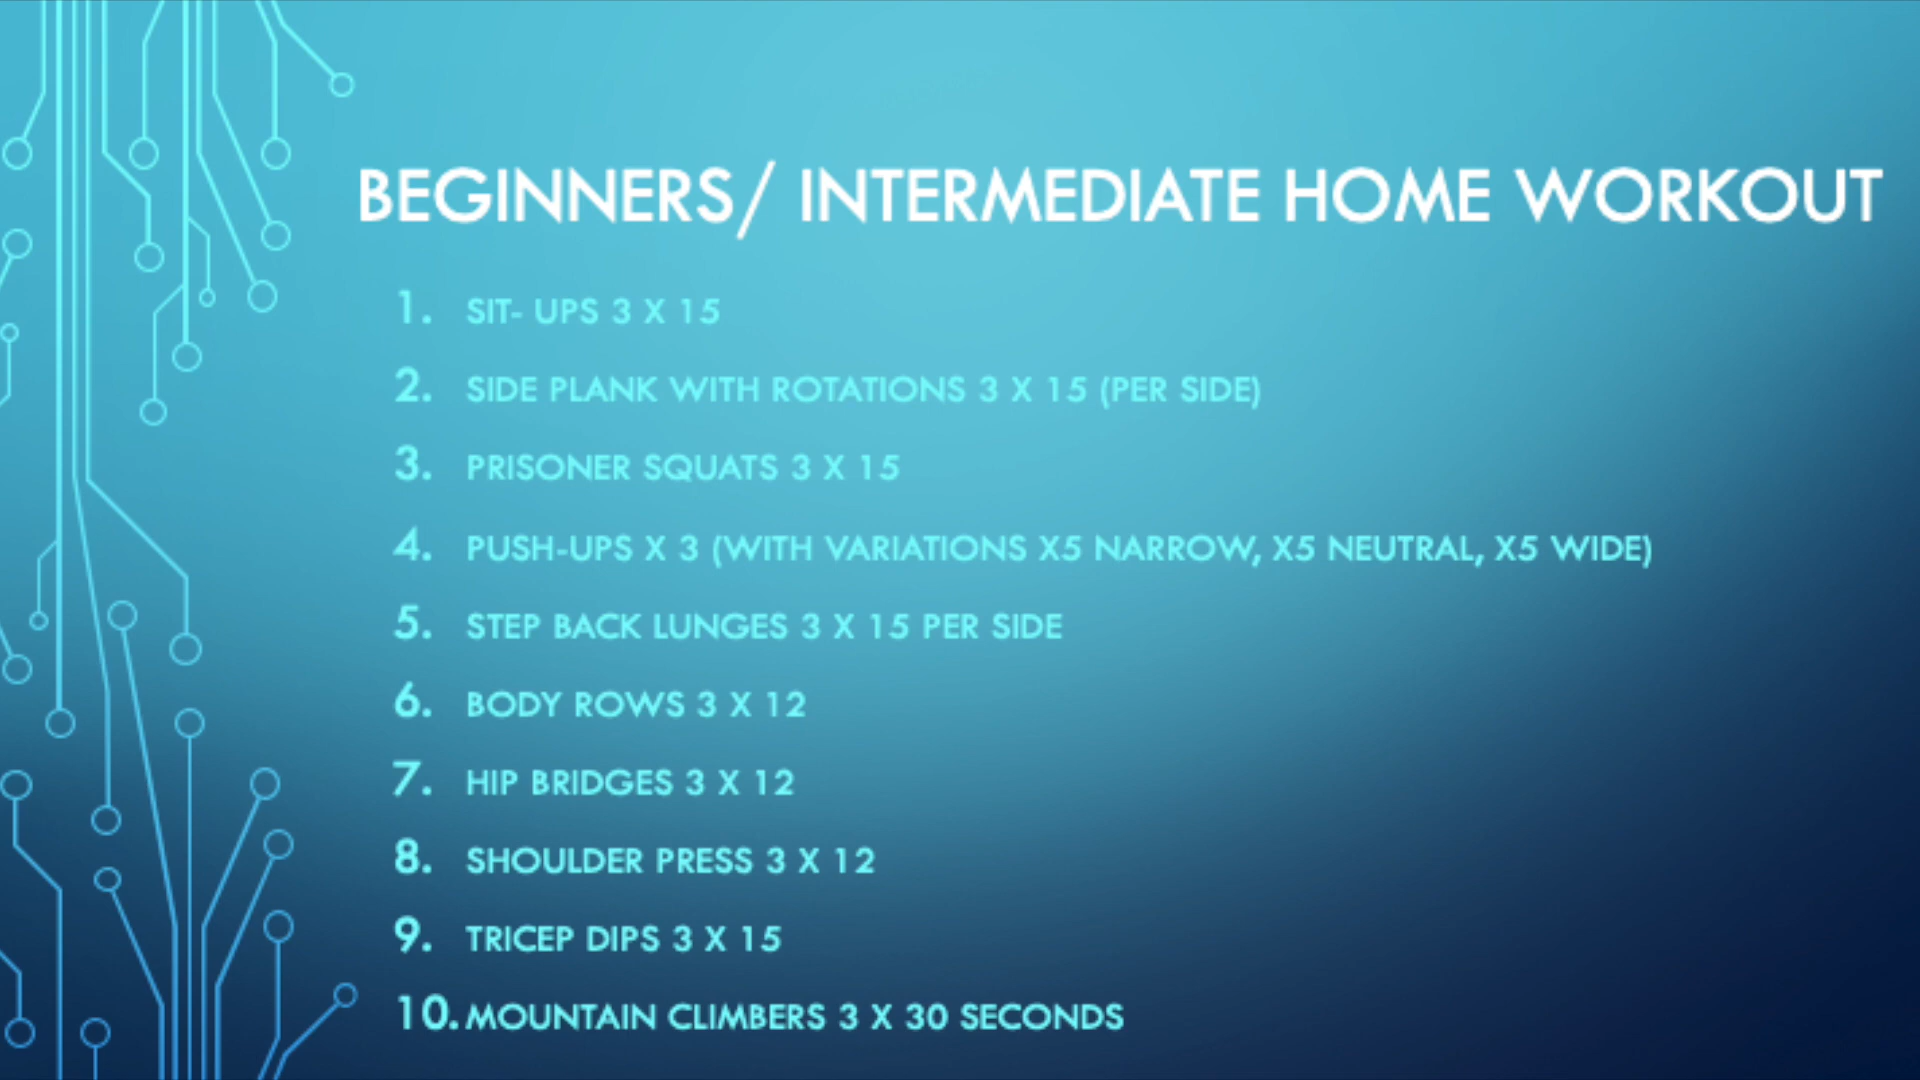 BEGINNERS/ INTERMEDIATE HOME WORKOUT
1. SIT- UPS 3 X 15
2. SIDE PLANK WITH ROTATIONS 3 X 15 (PER SIDE)
3. PRISONER SQUATS 3 X 15
4. PUSH-UPS X 3 (WITH VARIATIONS X5 NARROW, X5 NEUTRAL, X5 WIDE)
5. STEP BACK LUNGES 3 X 15 PER SIDE
6. BODY ROWS 3 X 12
7. HIP BRIDGES 3 X 12
8. SHOULDER PRESS 3 X 12
9. TRICEP DIPS 3 X 15
10. MOUNTAIN CLIMBERS 3 X 30 SECONDS